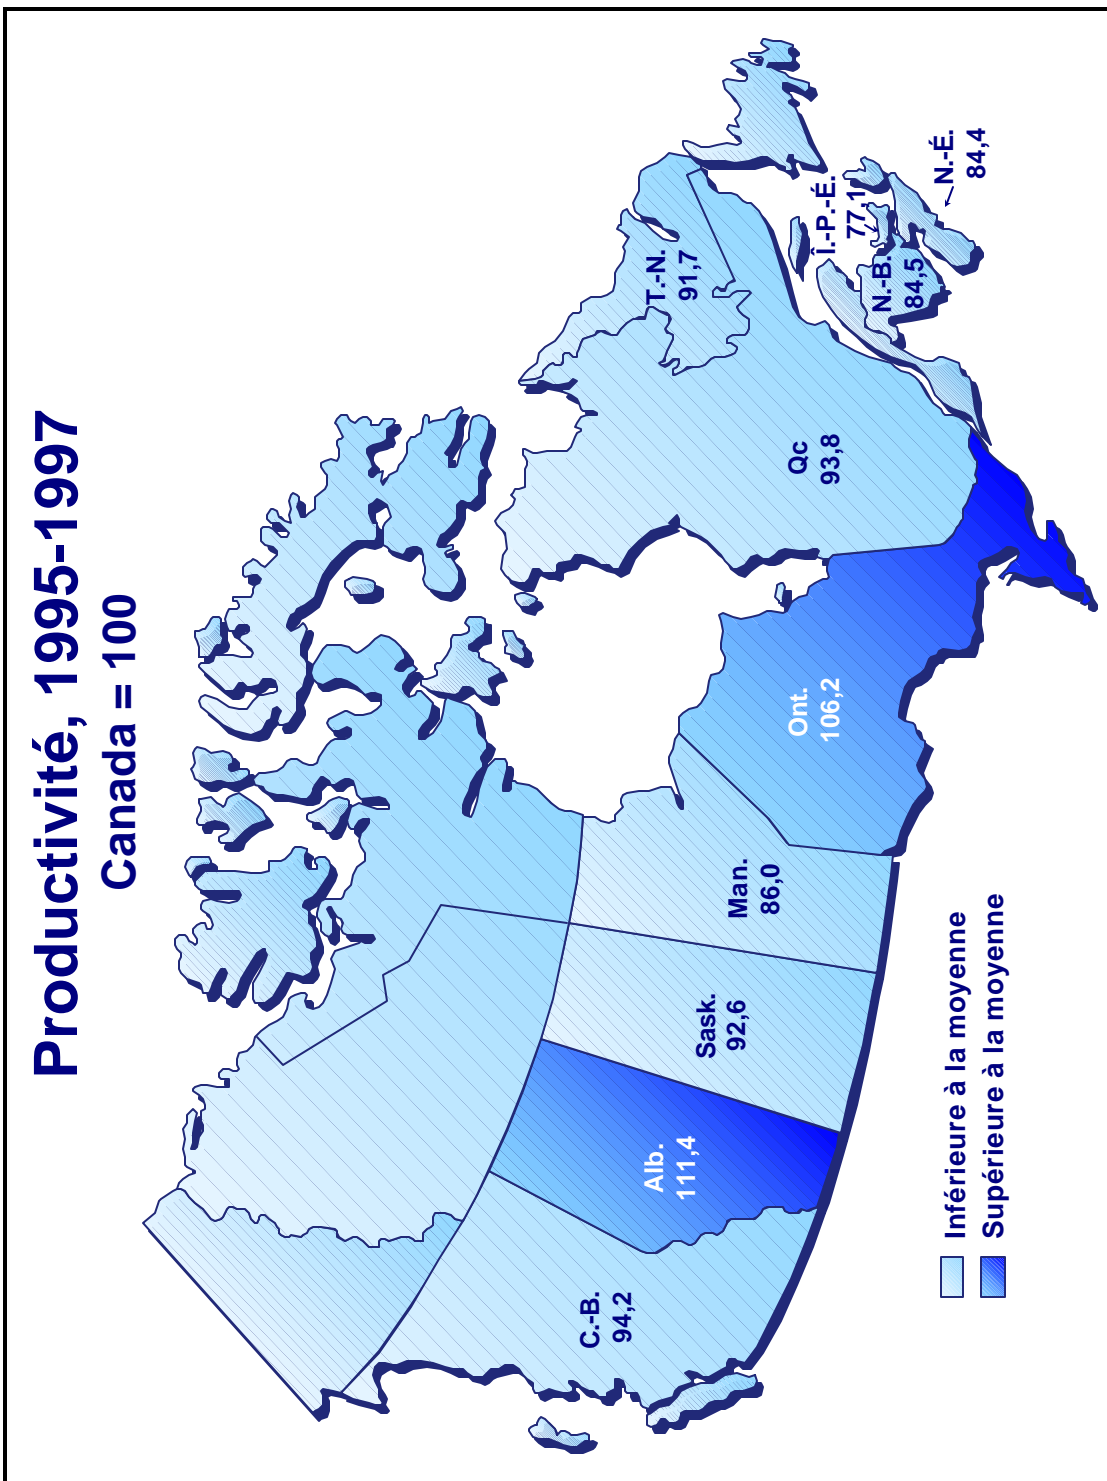 Productivité, 1995-1997
Canada = 100
C.-B.
94,2
Alb.
111,4
Sask.
92,6
Man.
86,0
Ont.
106,2
Qc
93,8
T.-N.
91,7
Î.-P.-É.
77,1
N.-B.
84,5
N.-É.
84,4
Inférieure à la moyenne
Supérieure à la moyenne